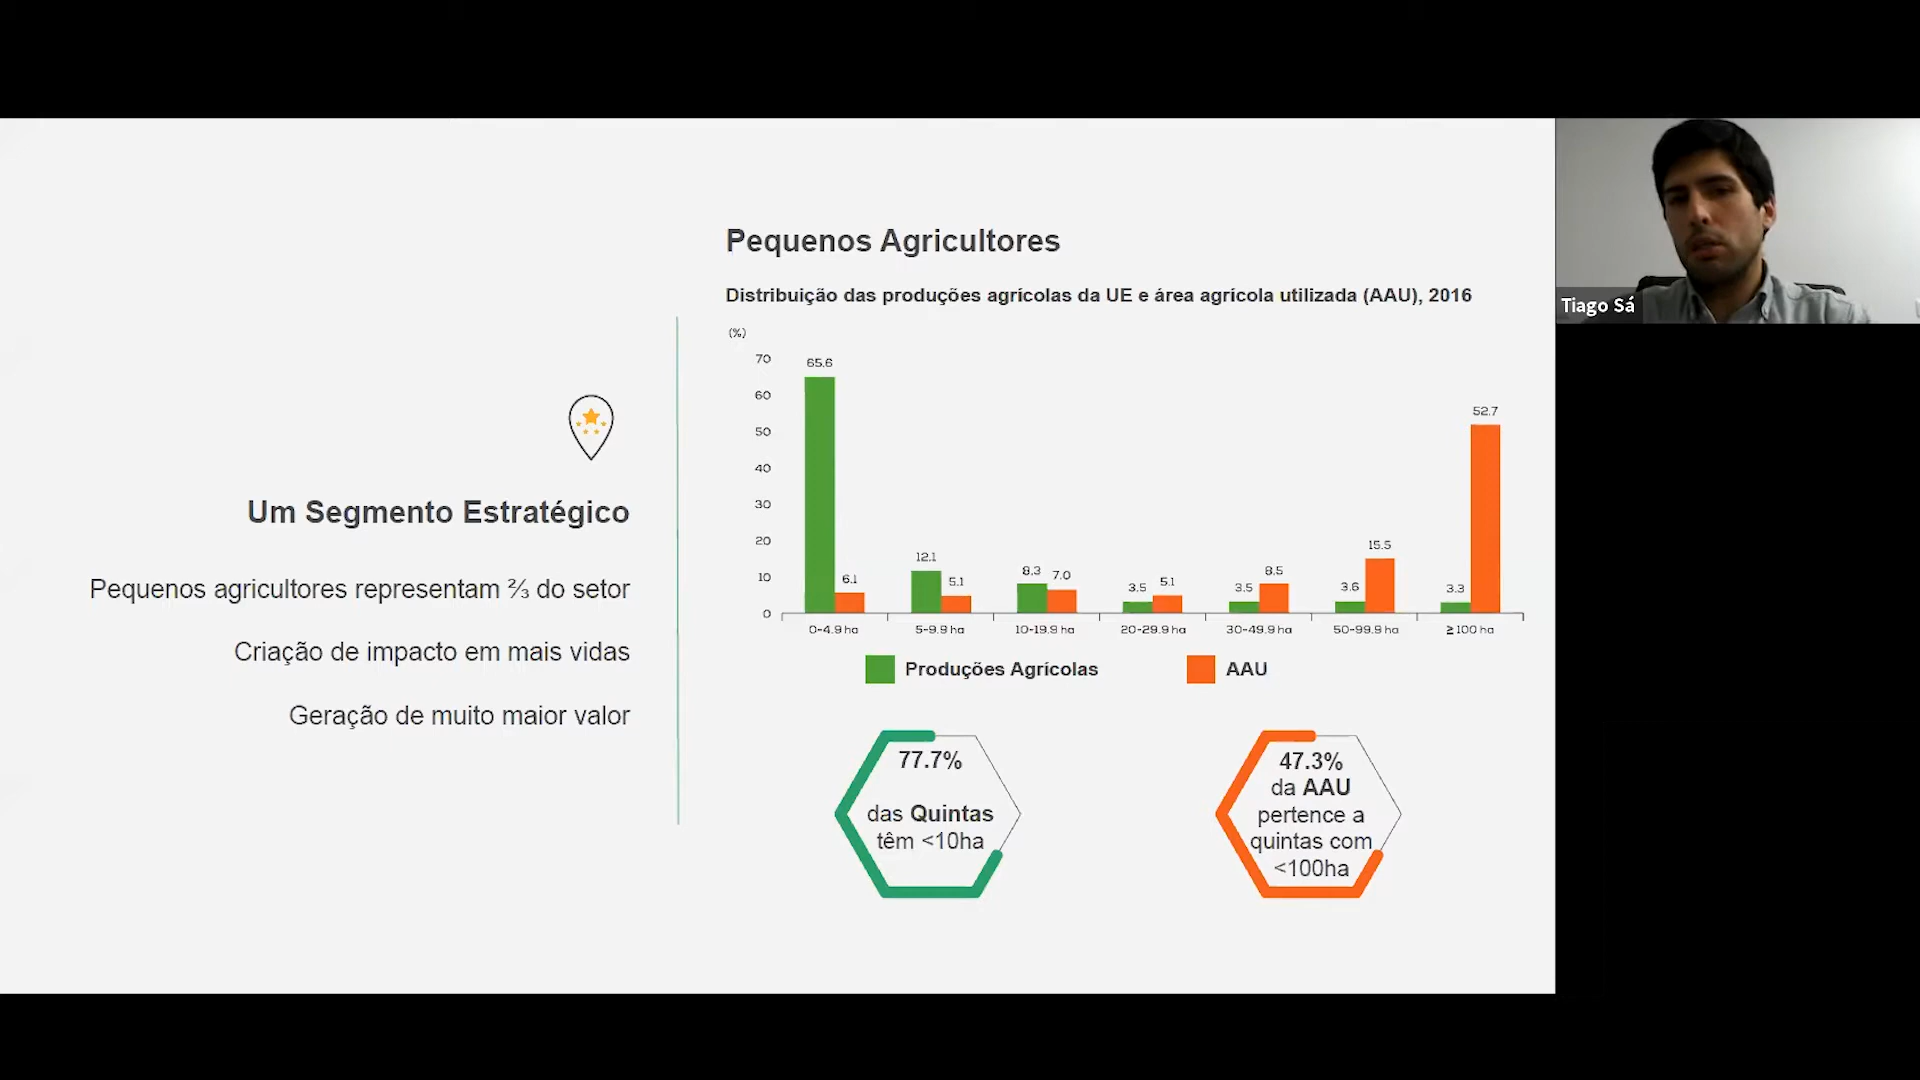 Um Segmento Estratégico
Pequenos agricultores representam ⅔ do setor
Criação de impacto em mais vidas
Geração de muito maior valor
Pequenos Agricultores
Distribuição das produções agrícolas da UE e área agrícola utilizada (AAU), 2016
(%)
70
60
50
40
30
20
10
0
65.6
6.1
12.1
5.1
8.3
7.0
3.5
5.1
3.5
8.5
3.6
15.5
3.3
52.7
0-4.9 ha
5-9.9 ha
10-19.9 ha
20-29.9 ha
30-49.9 ha
50-99.9 ha
≥100 ha
Produções Agrícolas
AAU
77.7%
das Quintas
têm <10ha
47.3%
da AAU
pertence a
quintas com
<100ha
Tiago Sá